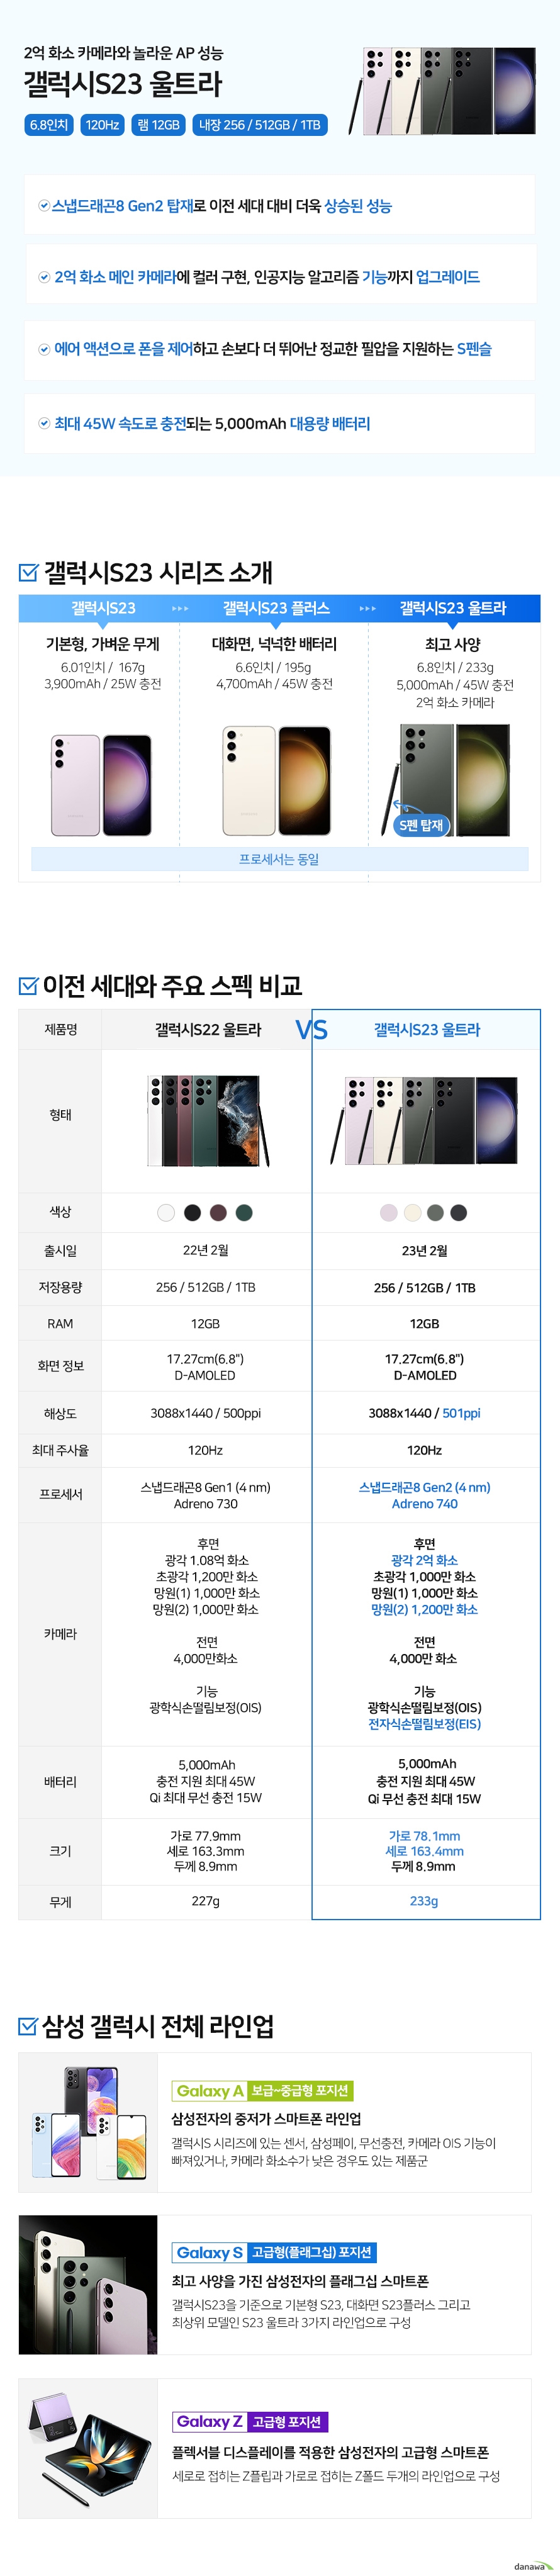 2억 화소 카메라와 놀라운 AP 성능
갤럭시S23 울트라
6.8인치 120Hz 램 12GB 내장 256 / 512GB / 1TB
스냅드래곤8 Gen2 탑재로 이전 세대 대비 더욱 상승된 성능
2억 화소 메인 카메라에 컬러 구현, 인공지능 알고리즘 기능까지 업그레이드
에어 액션으로 폰을 제어하고 손보다 더 뛰어난 정교한 필압을 지원하는 S펜슬
최대 45W 속도로 충전되는 5,000mAh 대용량 배터리
갤럭시S23 시리즈 소개
갤럭시S23 갤럭시S23 플러스 갤럭시S23 울트라
기본형, 가벼운 무게
6.01인치 / 167g
3,900mAh / 25W 충전
대화면, 넉넉한 배터리
6.6인치 / 195g
4,700mAh / 45W 충전
최고 사양
6.8인치 / 233g
5,000mAh / 45W 충전
2억 화소 카메라
S펜 탑재
프로세서는 동일
이전 세대와 주요 스펙 비교
제품명 갤럭시S22 울트라 VS 갤럭시S23 울트라
형태
색상
출시일 22년 2월 23년 2월
저장용량 256 / 512GB / 1TB 256 / 512GB / 1TB
RAM 12GB 12GB
화면 정보
17.27cm(6.8")
D-AMOLED
17.27cm(6.8")
D-AMOLED
해상도 3088x1440 / 500ppi 3088x1440 / 501ppi
최대 주사율 120Hz 120Hz
프로세서
스냅드래곤8 Gen1 (4 nm)
Adreno 730
스냅드래곤8 Gen2 (4 nm)
Adreno 740
카메라
후면
광각 1.08억 화소
초광각 1,200만 화소
망원(1) 1,000만 화소
망원(2) 1,000만 화소
전면
4,000만화소
기능
광학식손떨림보정(OIS)
후면
광각 2억 화소
초광각 1,000만 화소
망원(1) 1,000만 화소
망원(2) 1,200만 화소
전면
4,000만 화소
기능
광학식손떨림보정(OIS)
전자식손떨림보정(EIS)
배터리
5,000mAh
충전 지원 최대 45W
Qi 최대 무선 충전 15W
5,000mAh
충전 지원 최대 45W
Qi 무선 충전 최대 15W
크기
가로 77.9mm
세로 163.3mm
두께 8.9mm
가로 78.1mm
세로 163.4mm
두께 8.9mm
무게 227g 233g
삼성 갤럭시 전체 라인업
Galaxy A 보급~중급형 포지션
삼성전자의 중저가 스마트폰 라인업
갤럭시S 시리즈에 있는 센서, 삼성페이, 무선충전, 카메라 OIS 기능이
빠져있거나, 카메라 화소수가 낮은 경우도 있는 제품군
Galaxy S 고급형(플래그십) 포지션
최고 사양을 가진 삼성전자의 플래그십 스마트폰
갤럭시S23을 기준으로 기본형 S23, 대화면 S23플러스 그리고
최상위 모델인 S23 울트라 3가지 라인업으로 구성
Galaxy Z 고급형 포지션
플렉서블 디스플레이를 적용한 삼성전자의 고급형 스마트폰
세로로 접히는 Z플립과 가로로 접히는 Z폴드 두개의 라인업으로 구성
danawa